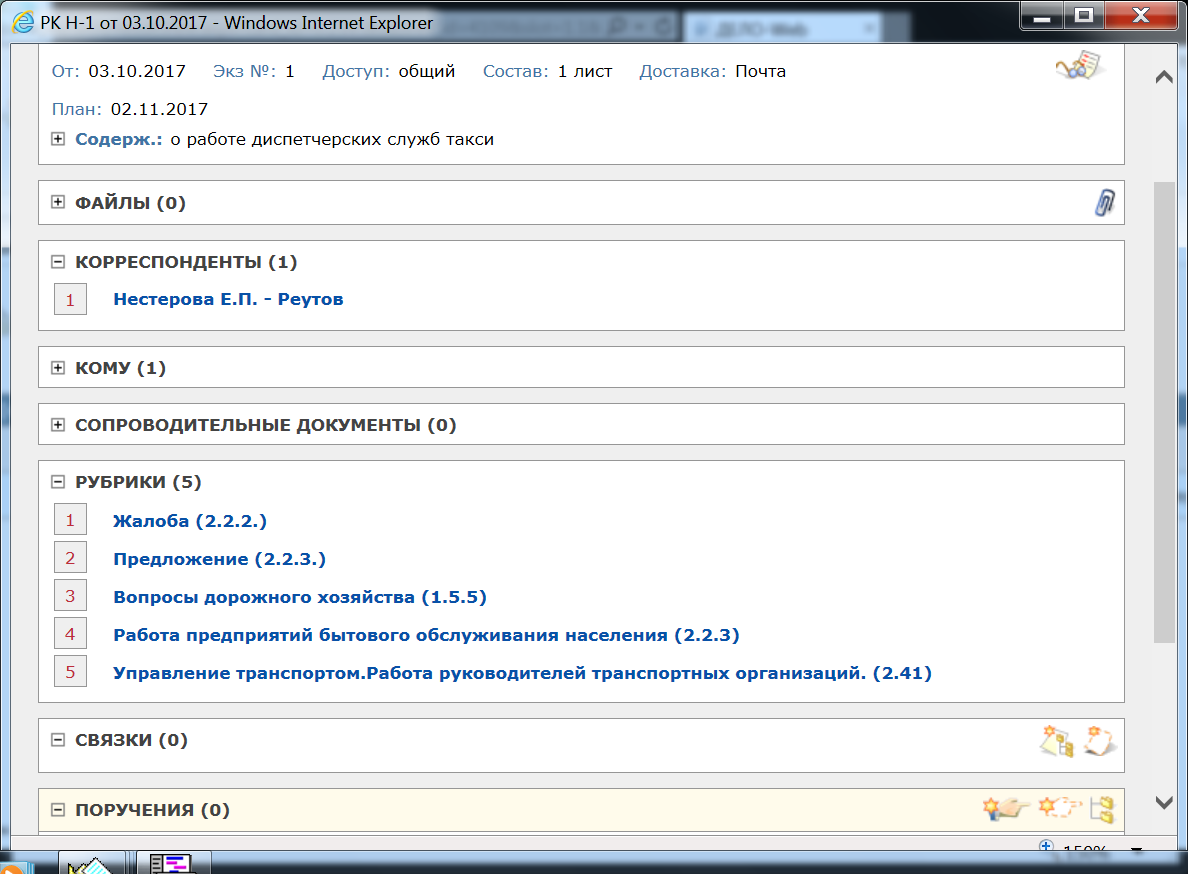 РК Н-1 от 03.10.2017 - Windows Internet Explorer
ДЕЛО-Web
От: 03.10.2017 Экз №: 1 Доступ: общий Состав: 1 лист Доставка: Почта
План: 02.11.2017
Содерж.: о работе диспетчерских служб такси
ФАЙЛЫ (0)
КОРРЕСПОНДЕНТЫ (1)
1 Нестерова Е.П. - Реутов
КОМУ (1)
СОПРОВОДИТЕЛЬНЫЕ ДОКУМЕНТЫ (0)
РУБРИКИ (5)
1 Жалоба (2.2.2.)
2 Предложение (2.2.3.)
3 Вопросы дорожного хозяйства (1.5.5)
4 Работа предприятий бытового обслуживания населения (2.2.3)
5 Управление транспортом.Работа руководителей транспортных организаций. (2.41)
СВЯЗКИ (0)
ПОРУЧЕНИЯ (0)
150%